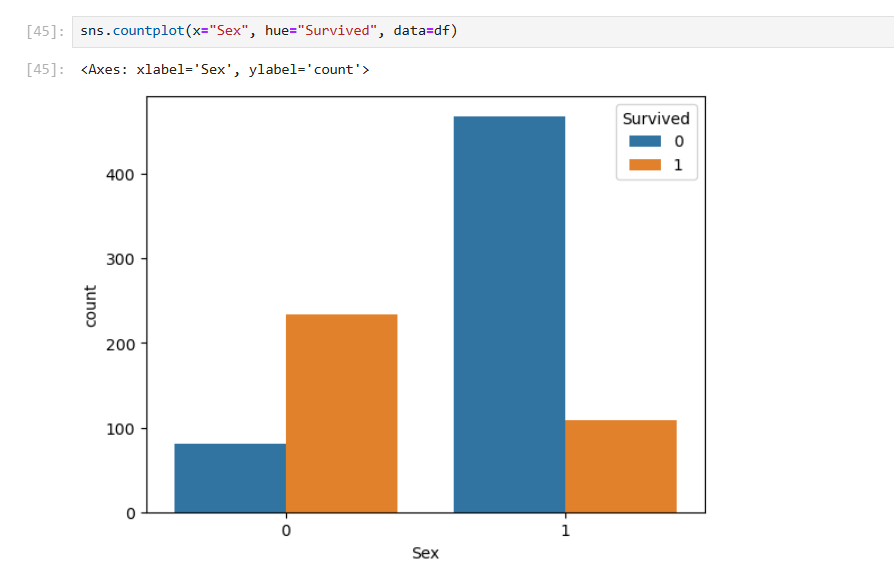 [45]: sns.countplot(x="Sex", hue="Survived", data=df)
[45]: <Axes: xlabel='Sex', ylabel='count'>
Survived
0
1
400
300
200
100
0
count
0 1
Sex